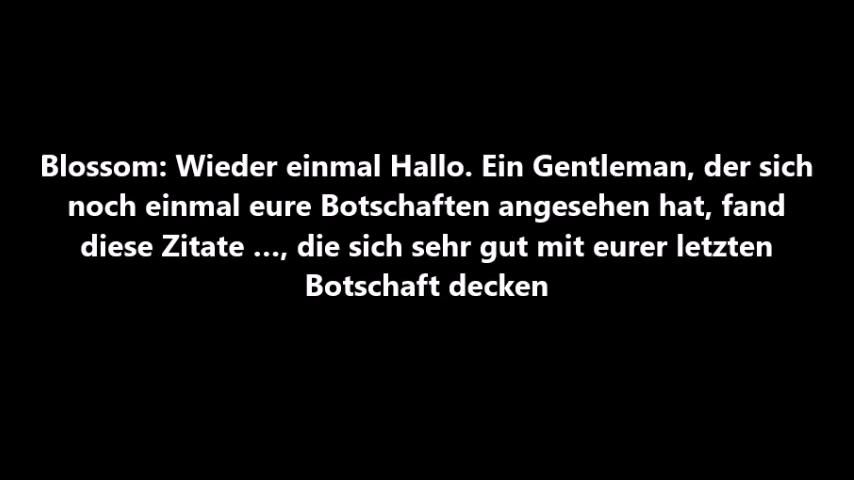 Blossom: Wieder einmal Hallo. Ein Gentleman, der sich
noch einmal eure Botschaften angesehen hat, fand
diese Zitate …, die sich sehr gut mit eurer letzten
Botschaft decken